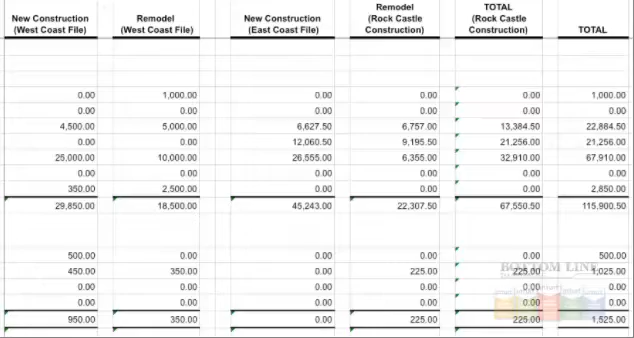 New Construction (West Coast File) Remodel (West Coast File) New Construction (East Coast File) Remodel (Rock Castle Construction) TOTAL (Rock Castle Construction) TOTAL
0.00 1,000.00 0.00 0.00 0.00 1,000.00
0.00 0.00 0.00 0.00 0.00 0.00
4,500.00 5,000.00 6,627.50 6,757.00 13,384.50 22,884.50
0.00 0.00 12,060.50 9,195.50 21,256.00 21,256.00
25,000.00 10,000.00 26,555.00 6,355.00 32,910.00 67,910.00
0.00 0.00 0.00 0.00 0.00 0.00
350.00 2,500.00 0.00 0.00 0.00 2,850.00
29,850.00 18,500.00 45,243.00 22,307.50 67,550.50 115,900.50
500.00 0.00 0.00 0.00 0.00 500.00
450.00 350.00 0.00 225.00 225.00 1,025.00
BOTTOM LINE
0.00 0.00 0.00 0.00 0.00 0.00
0.00 0.00 0.00 0.00 0.00 0.00
950.00 350.00 0.00 225.00 225.00 1,525.00